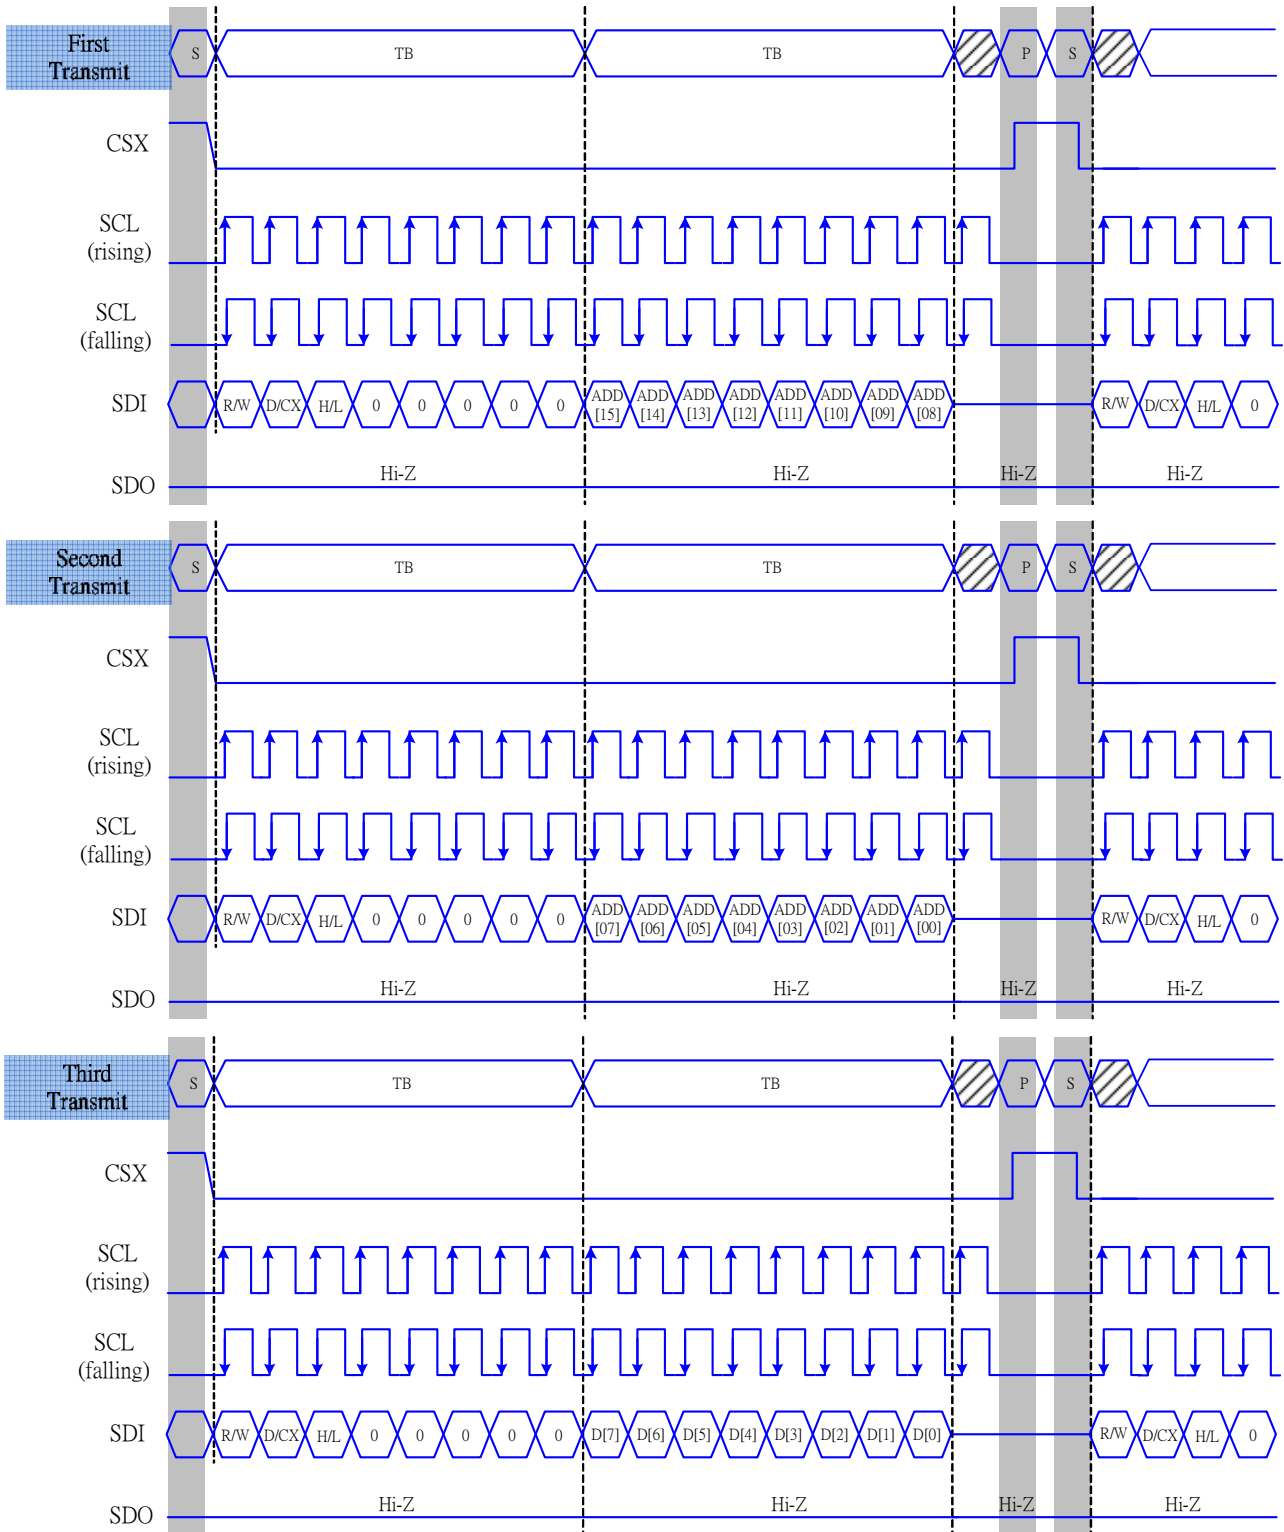 First
Transmit
S TB TB P S
CSX
SCL
(rising)
SCL
(falling)
SDI R/W D/CX H/L 0 0 0 0 0 ADD [15] ADD [14] ADD [13] ADD [12] ADD [11] ADD [10] ADD [09] ADD [08] R/W D/CX H/L 0
SDO Hi-Z Hi-Z Hi-Z Hi-Z
Second
Transmit
S TB TB P S
CSX
SCL
(rising)
SCL
(falling)
SDI R/W D/CX H/L 0 0 0 0 0 ADD [07] ADD [06] ADD [05] ADD [04] ADD [03] ADD [02] ADD [01] ADD [00] R/W D/CX H/L 0
SDO Hi-Z Hi-Z Hi-Z Hi-Z
Third
Transmit
S TB TB P S
CSX
SCL
(rising)
SCL
(falling)
SDI R/W D/CX H/L 0 0 0 0 0 D[7] D[6] D[5] D[4] D[3] D[2] D[1] D[0] R/W D/CX H/L 0
SDO Hi-Z Hi-Z Hi-Z Hi-Z